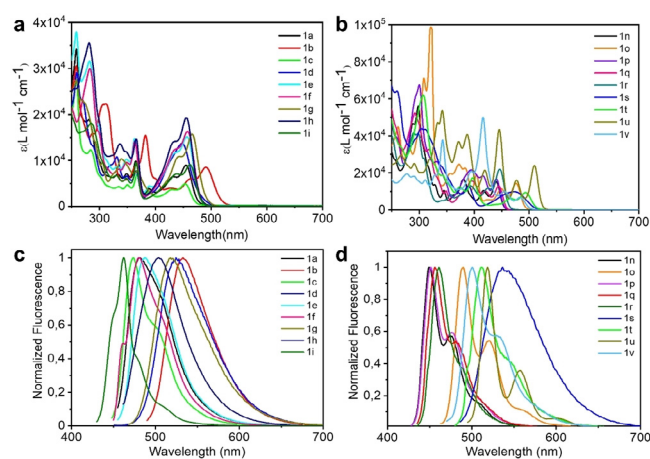 a
ε(L mol⁻¹ cm⁻¹)
4x10⁴
3x10⁴
2x10⁴
1x10⁴
0
300 400 500 600 700
Wavelength(nm)
1a
1b
1c
1d
1e
1f
1g
1h
1i
b
ε(L mol⁻¹ cm⁻¹)
1x10⁵
8x10⁴
6x10⁴
4x10⁴
2x10⁴
0
300 400 500 600 700
Wavelength(nm)
1n
1o
1p
1q
1r
1s
1t
1u
1v
c
Normalized Fluorescence
1
0,8
0,6
0,4
0,2
400 500 600 700
Wavelength (nm)
1a
1b
1c
1d
1e
1f
1g
1h
1i
d
Normalized Fluorescence
1
0,8
0,6
0,4
0,2
400 500 600 700
Wavelength (nm)
1n
1o
1p
1q
1r
1s
1t
1u
1v